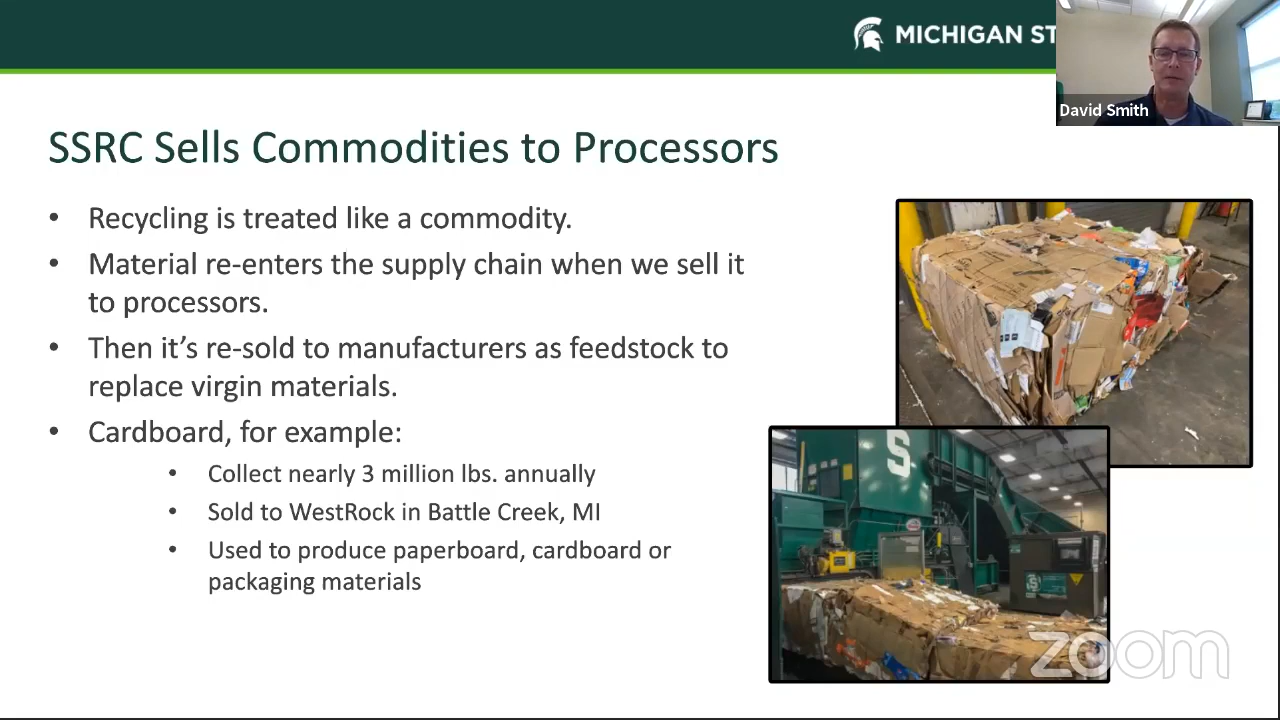 MICHIGAN ST
David Smith
SSRC Sells Commodities to Processors
• Recycling is treated like a commodity.
• Material re-enters the supply chain when we sell it
to processors.
• Then it’s re-sold to manufacturers as feedstock to
replace virgin materials.
• Cardboard, for example:
• Collect nearly 3 million lbs. annually
• Sold to WestRock in Battle Creek, MI
• Used to produce paperboard, cardboard or
packaging materials
S
S
zoom